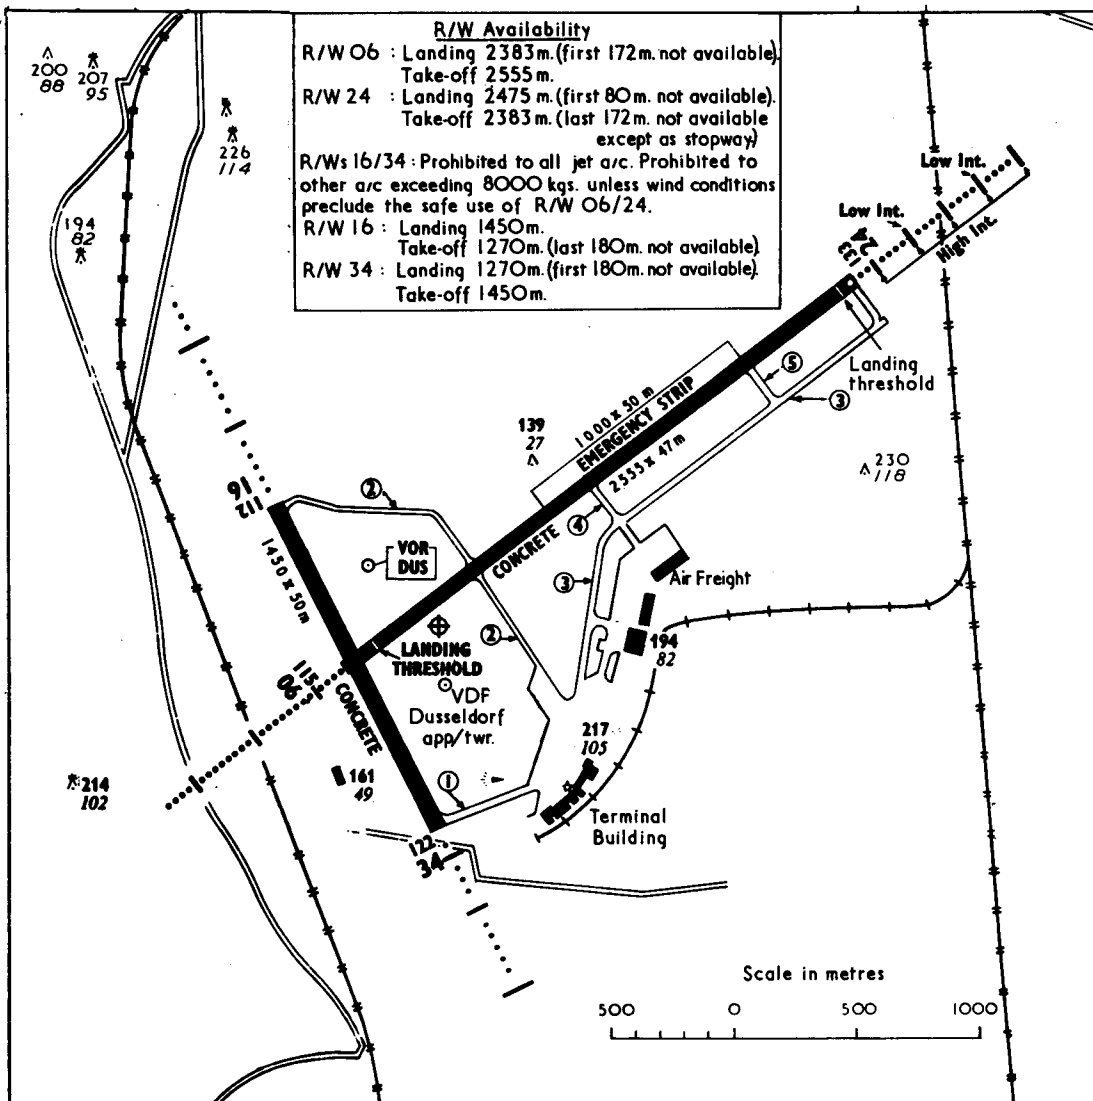 R/W Availability
R/W 06 : Landing 2383m.(first 172m. not available)
Take-off 2555m.
R/W 24 : Landing 2475 m.(first 80m. not available).
Take-off 2383m.(last 172m. not available
except as stopway)
R/Ws 16/34 : Prohibited to all jet a/c. Prohibited to
other a/c exceeding 8000 kgs. unless wind conditions
preclude the safe use of R/W 06/24.
R/W 16 : Landing 1450m.
Take-off 1270m.(last 180m. not available)
R/W 34 : Landing 1270m.(first 180m. not available).
Take-off 1450m.
200
88
207
95
226
114
194
82
Low Int.
Low Int.
High Int.
24
133
Landing
threshold
5
3
1000 x 50 m
EMERGENCY STRIP
2555 x 47m
139
27
230
118
16
112
2
4
CONCRETE
VOR
DUS
1450 x 50m
3
Air Freight
2
194
82
LANDING
THRESHOLD
115
06
CONCRETE
VDF
Dusseldorf
app/twr.
217
105
214
102
161
49
1
Terminal
Building
122
34
Scale in metres
500 0 500 1000